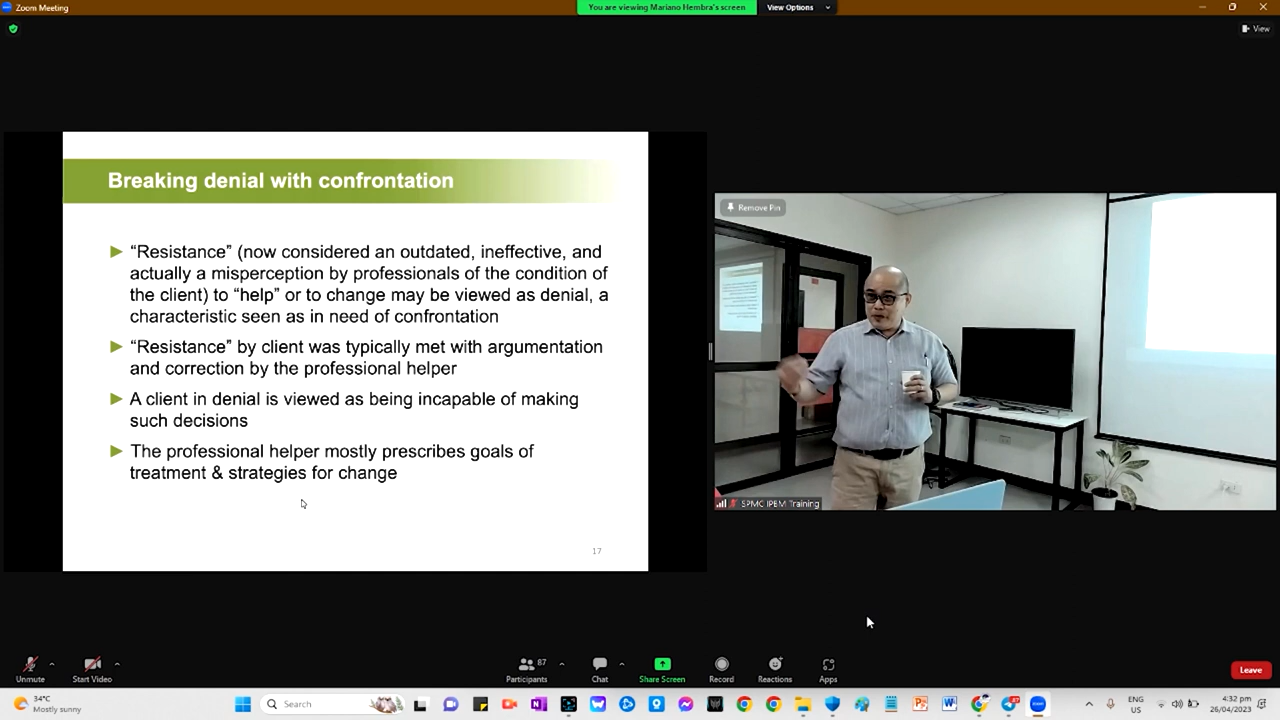 Zoom Meeting
You are viewing Mariano Hembra's screen
View Options
View
Breaking denial with confrontation
“Resistance” (now considered an outdated, ineffective, and
actually a misperception by professionals of the condition of
the client) to “help” or to change may be viewed as denial, a
characteristic seen as in need of confrontation
“Resistance” by client was typically met with argumentation
and correction by the professional helper
A client in denial is viewed as being incapable of making
such decisions
The professional helper mostly prescribes goals of
treatment & strategies for change
17
Remove Pin
SPMC IPBM Training
Unmute
Start Video
87
Participants
Chat
Share Screen
Record
Reactions
Apps
Leave
34°C
Mostly sunny
Search
ENG
US
4:32 pm
26/04/2023